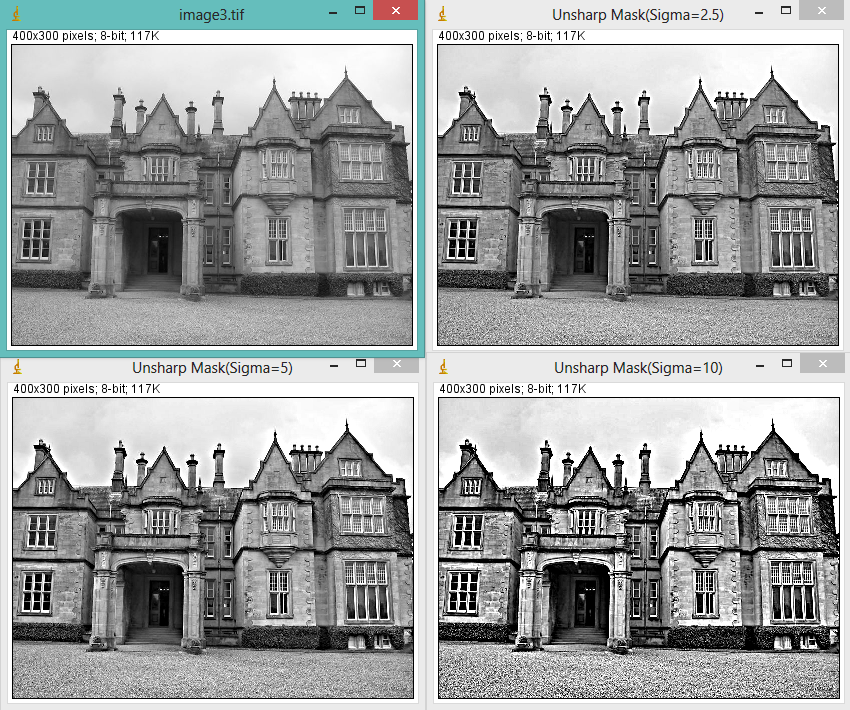 image3.tif
400x300 pixels; 8-bit; 117K
Unsharp Mask(Sigma=2.5)
400x300 pixels; 8-bit; 117K
Unsharp Mask(Sigma=5)
400x300 pixels; 8-bit; 117K
Unsharp Mask(Sigma=10)
400x300 pixels; 8-bit; 117K